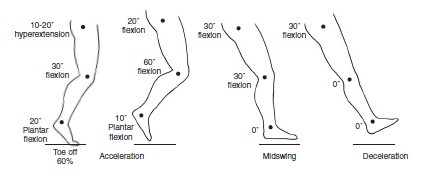 10-20°
hyperextension
30°
flexion
20°
Plantar
flexion
Toe off
60%
20°
flexion
60°
flexion
10°
Plantar
flexion
Acceleration
30°
flexion
30°
flexion
0°
Midswing
30°
flexion
0°
0°
Deceleration